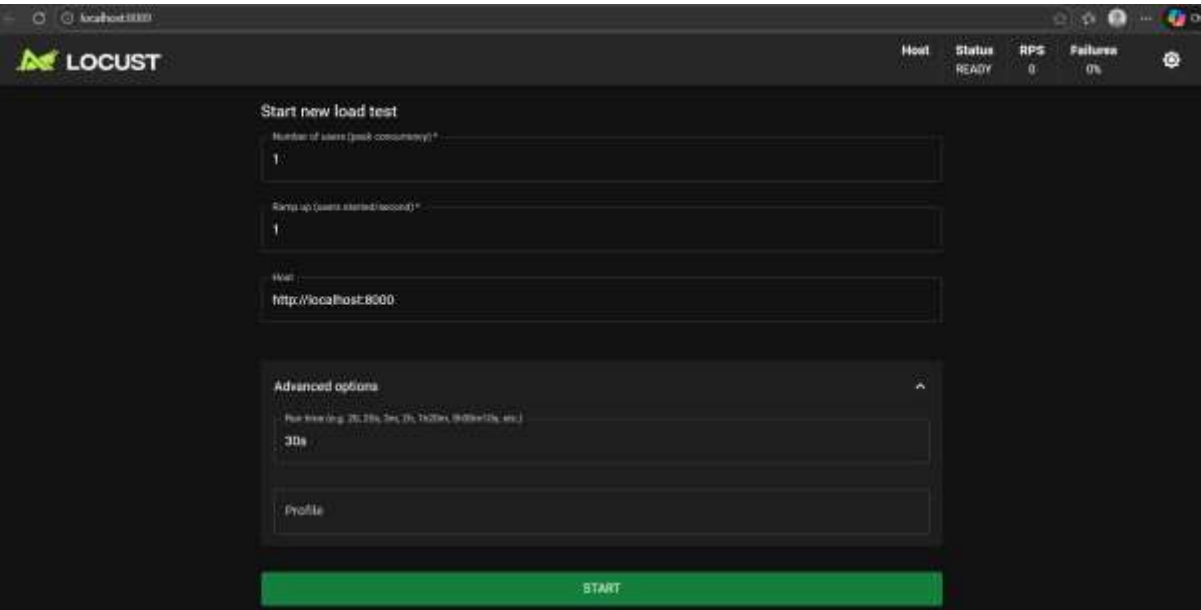 localhost:8089
LOCUST
Host
Status
READY
RPS
0
Failures
0%
Start new load test
Number of users (peak concurrency) *
1
Ramp up (users started/second) *
1
Host
http://localhost:8000
Advanced options
Run time (e.g. 20, 20s, 3m, 2h, 1h20m, 3h30m10s, etc.)
30s
Profile
START